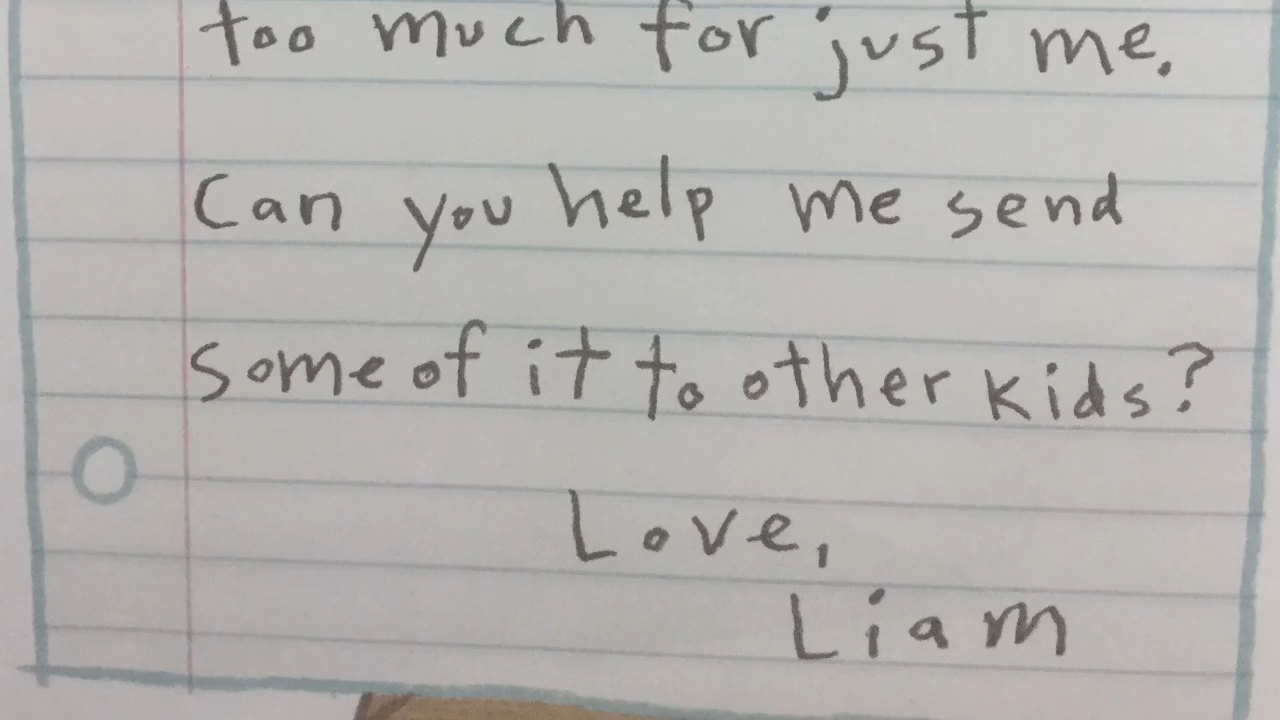 too much for just me.
Can you help me send
some of it to other kids?
Love,
Liam